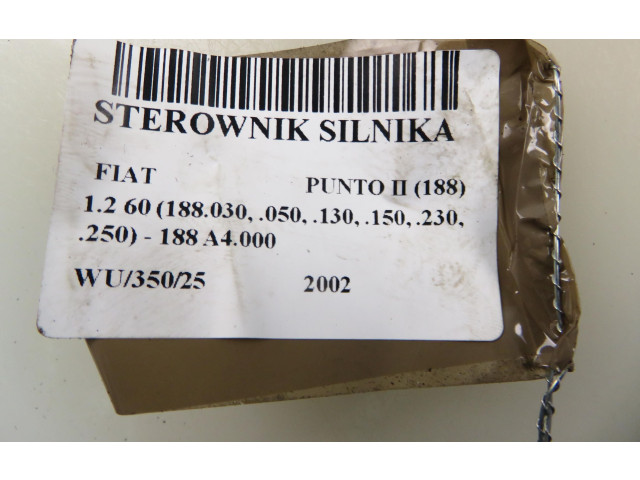 STEROWNIK SILNIKA
FIAT PUNTO II (188)
1.2 60 (188.030, .050, .130, .150, .230,
.250) - 188 A4.000
WU/350/25 2002